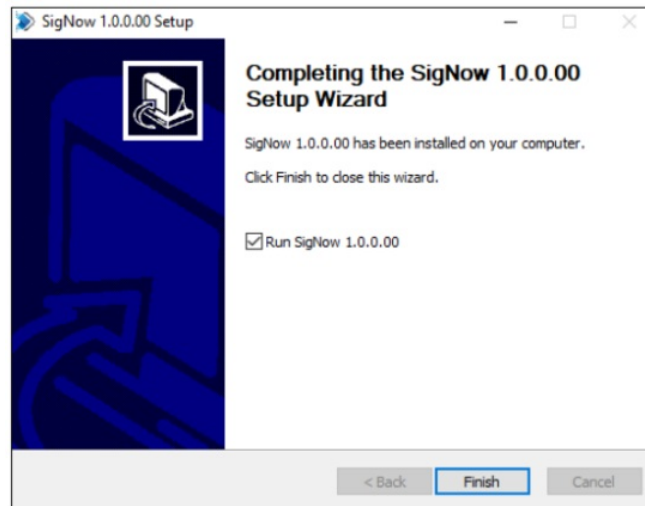 SigNow 1.0.0.00 Setup
Completing the SigNow 1.0.0.00
Setup Wizard
SigNow 1.0.0.00 has been installed on your computer.
Click Finish to close this wizard.
Run SigNow 1.0.0.00
< Back Finish Cancel